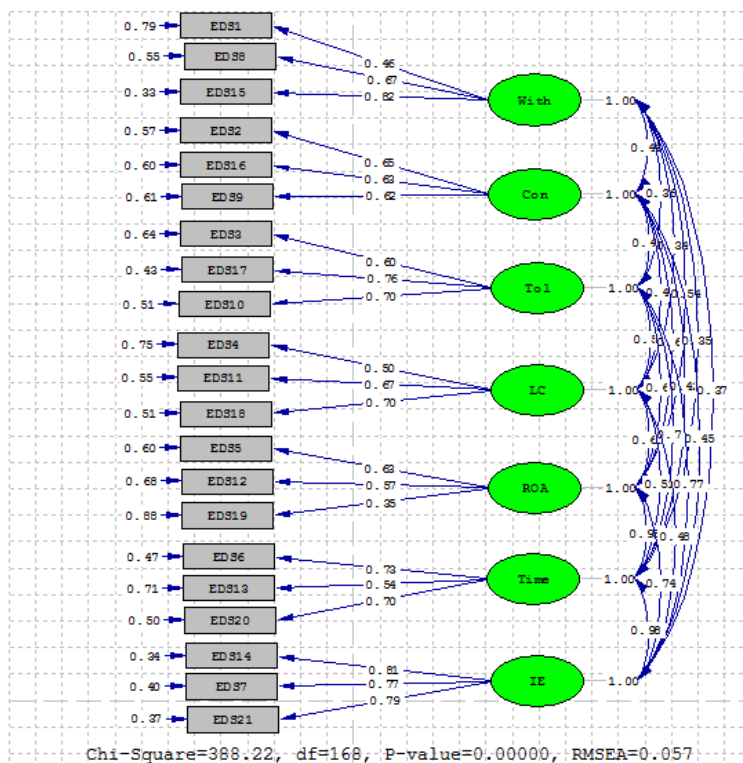 0.79 EDS1
0.55 EDS8
0.33 EDS15
0.57 EDS2
0.60 EDS16
0.61 EDS9
0.64 EDS3
0.43 EDS17
0.51 EDS10
0.75 EDS4
0.55 EDS11
0.51 EDS18
0.60 EDS5
0.68 EDS12
0.88 EDS19
0.47 EDS6
0.71 EDS13
0.50 EDS20
0.34 EDS14
0.40 EDS7
0.37 EDS21
0.46
0.67
0.82
0.65
0.63
0.62
0.60
0.76
0.70
0.50
0.67
0.70
0.63
0.57
0.35
0.73
0.54
0.70
0.81
0.77
0.79
With 1.00
Con 1.00
Tol 1.00
LC 1.00
ROA 1.00
Time 1.00
IE 1.00
0.34
0.54
0.35
0.37
0.45
0.77
0.48
0.74
0.98
Chi-Square=388.22, df=168, P-value=0.00000, RMSEA=0.057